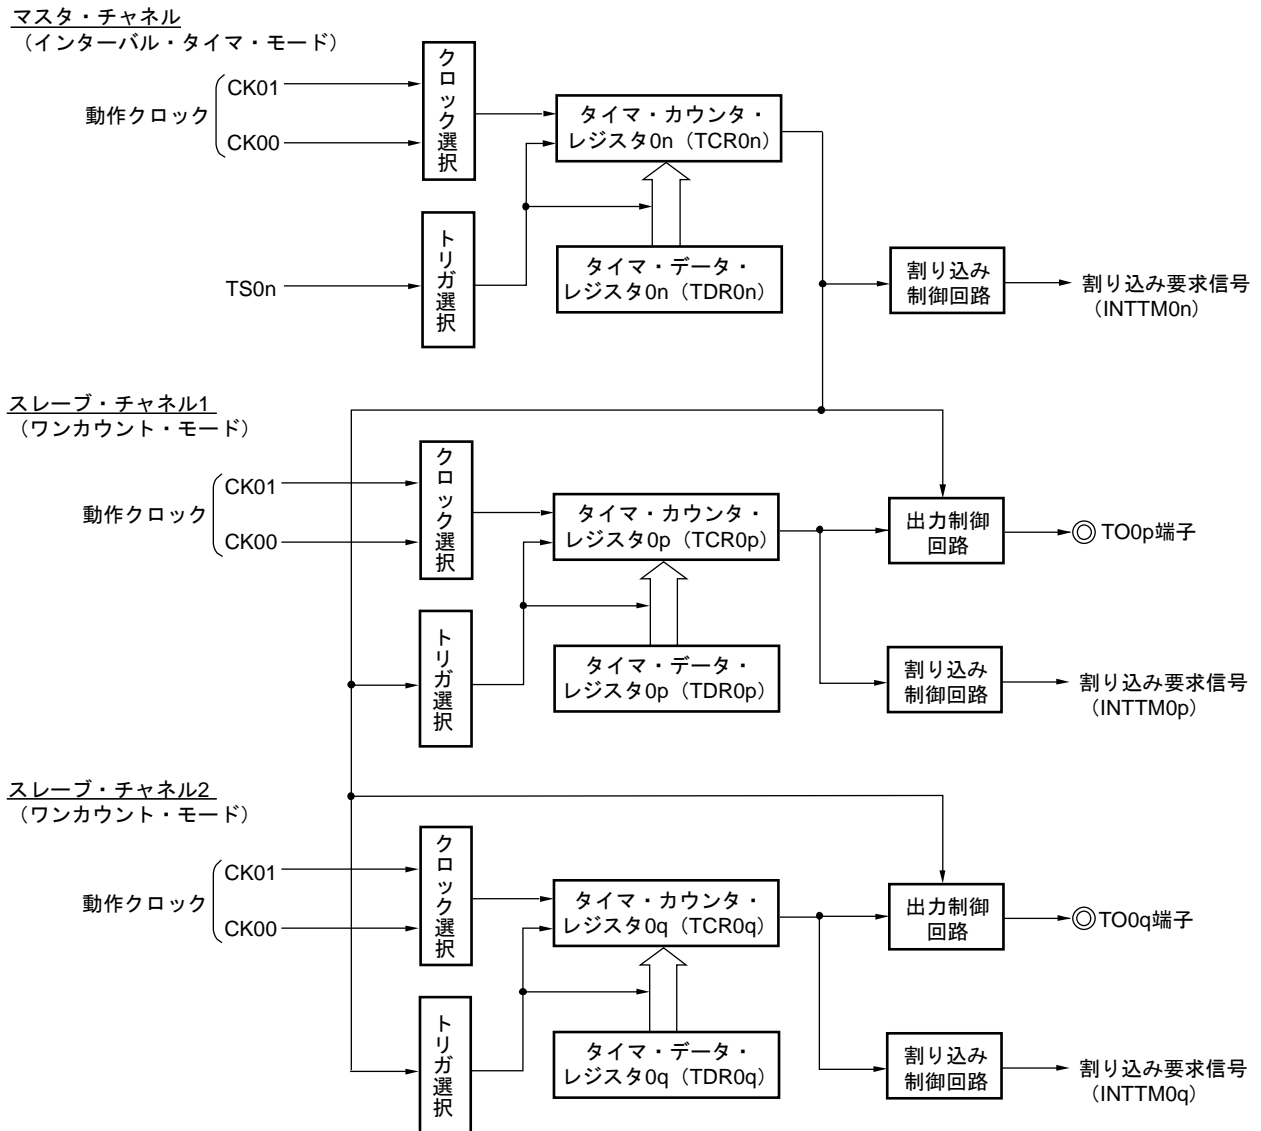 マスタ・チャネル
（インターバル・タイマ・モード）
動作クロック
CK01
CK00
クロック選択
タイマ・カウンタ・
レジスタ0n（TCR0n）
TS0n
トリガ選択
タイマ・データ・
レジスタ0n（TDR0n）
割り込み
制御回路
割り込み要求信号
（INTTM0n）
スレーブ・チャネル1
（ワンカウント・モード）
動作クロック
CK01
CK00
クロック選択
タイマ・カウンタ・
レジスタ0p（TCR0p）
出力制御
回路
TO0p端子
トリガ選択
タイマ・データ・
レジスタ0p（TDR0p）
割り込み
制御回路
割り込み要求信号
（INTTM0p）
スレーブ・チャネル2
（ワンカウント・モード）
動作クロック
CK01
CK00
クロック選択
タイマ・カウンタ・
レジスタ0q（TCR0q）
出力制御
回路
TO0q端子
トリガ選択
タイマ・データ・
レジスタ0q（TDR0q）
割り込み
制御回路
割り込み要求信号
（INTTM0q）